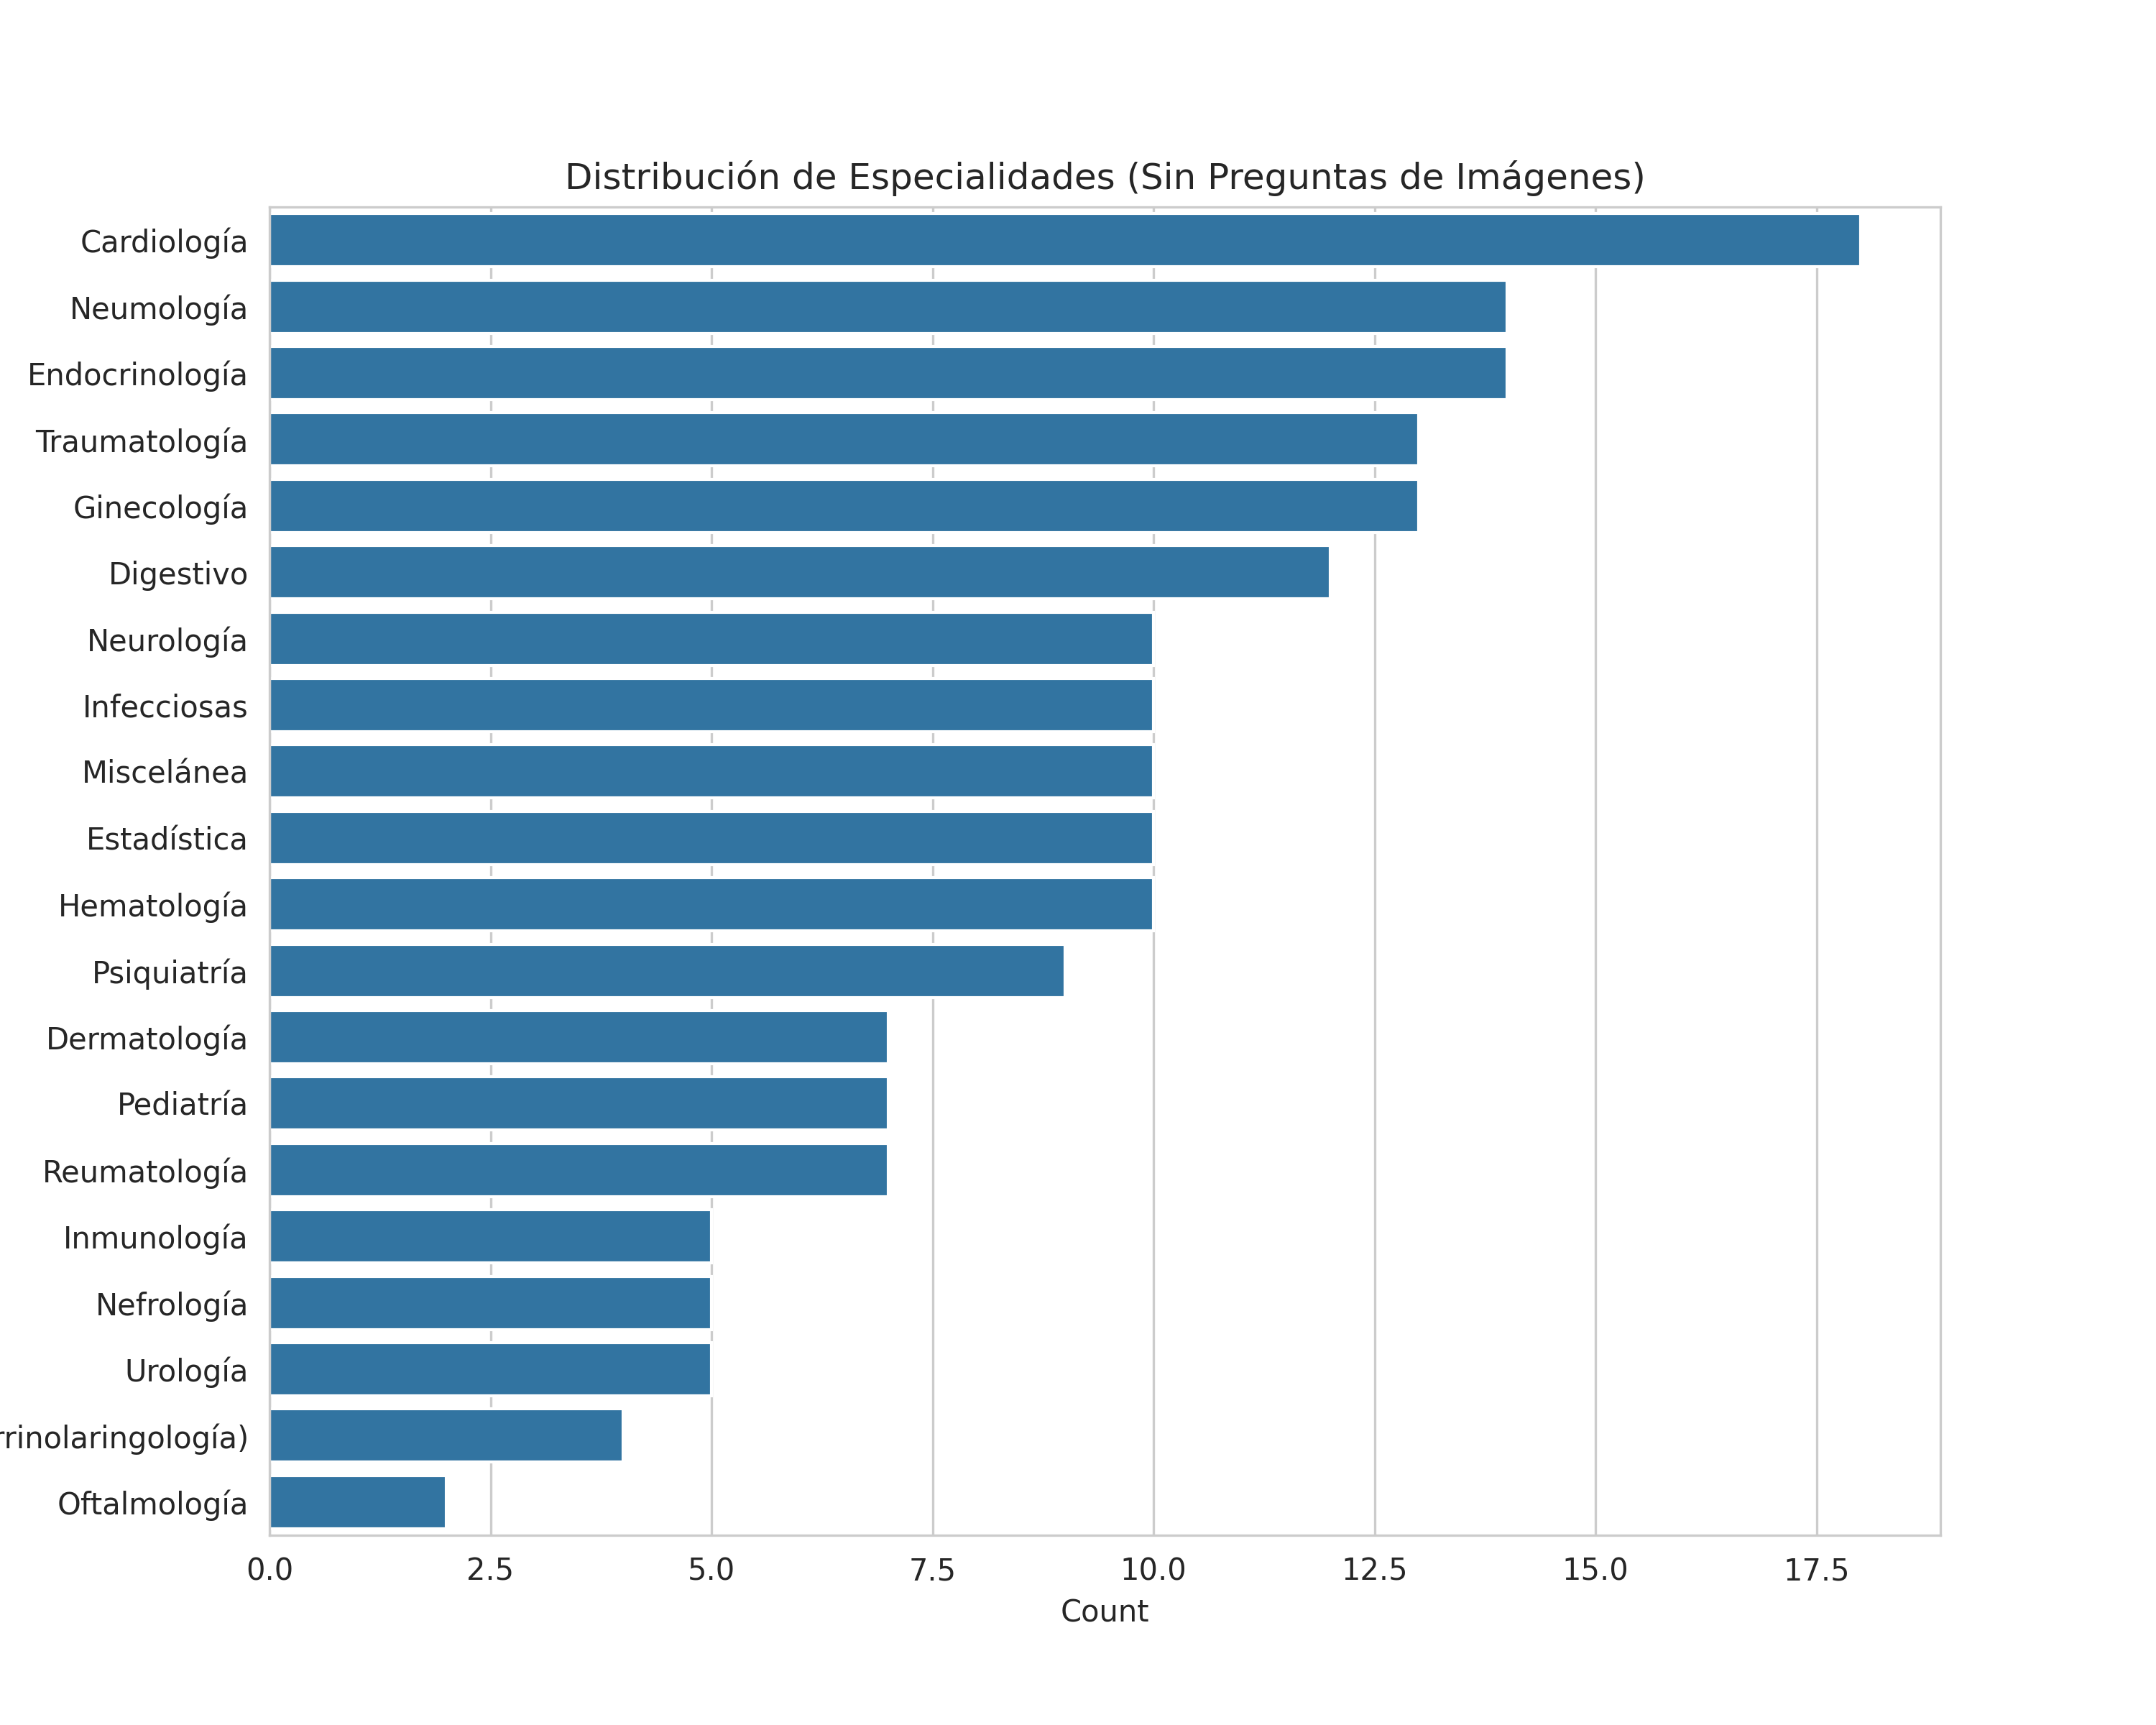 Distribución de Especialidades (Sin Preguntas de Imágenes)
Cardiología
Neumología
Endocrinología
Traumatología
Ginecología
Digestivo
Neurología
Infecciosas
Miscelánea
Estadística
Hematología
Psiquiatría
Dermatología
Pediatría
Reumatología
Inmunología
Nefrología
Urología
rrinolaringología)
Oftalmología
0.0 2.5 5.0 7.5 10.0 12.5 15.0 17.5
Count